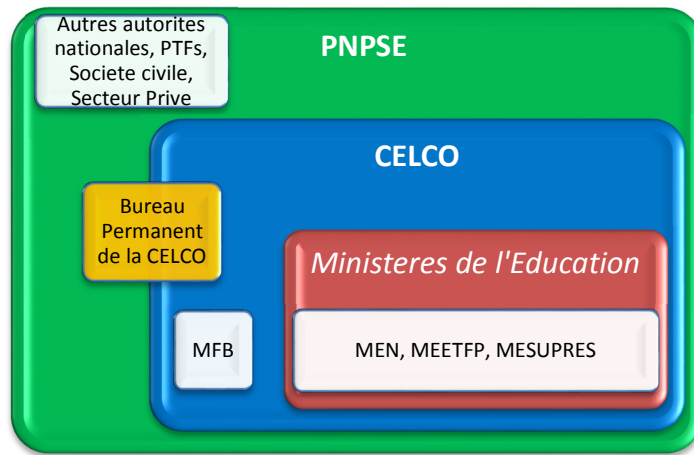 Autres autorites
nationales, PTFs,
Societe civile,
Secteur Prive
PNPSE
CELCO
Bureau
Permanent
de la CELCO
Ministeres de l'Education
MFB
MEN, MEETFP, MESUPRES